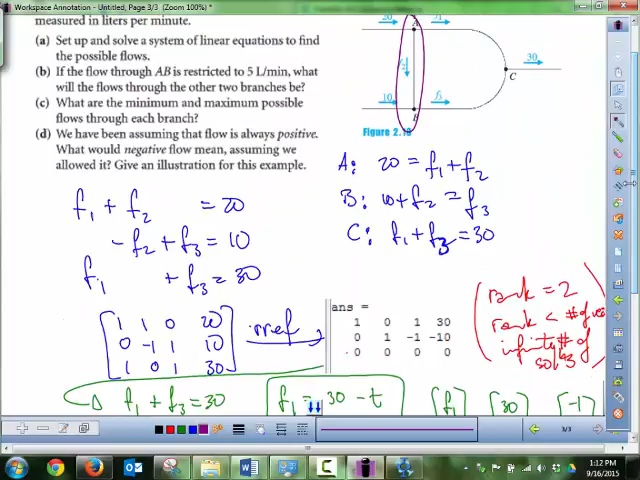 Workspace Annotation - Untitled, Page 3/3 (Zoom 200%) *
measured in liters per minute.
(a) Set up and solve a system of linear equations to find
the possible flows.
(b) If the flow through AB is restricted to 5 L/min, what
will the flows through the other two branches be?
(c) What are the minimum and maximum possible
flows through each branch?
(d) We have been assuming that flow is always positive.
What would negative flow mean, assuming we
allowed it? Give an illustration for this example.
20
A
f₁
f₂
30
C
10
B
f₃
Figure 2.19
A: 20 = f₁ + f₂
B: 10 + f₂ = f₃
C: f₁ + f₃ = 30
f₁ + f₂ = 20
-f₂ + f₃ = 10
f₁ + f₃ = 30
1 1 0 20
0 -1 1 10
1 0 1 30
rref
ans =
1 0 1 30
0 1 -1 -10
0 0 0 0
rank = 2
rank < # of
infinity # of
sol's
f₁ + f₃ = 30
f₁ = 30 - t
[f₁] [30] [-1]
3/3
1:12 PM
9/16/2015